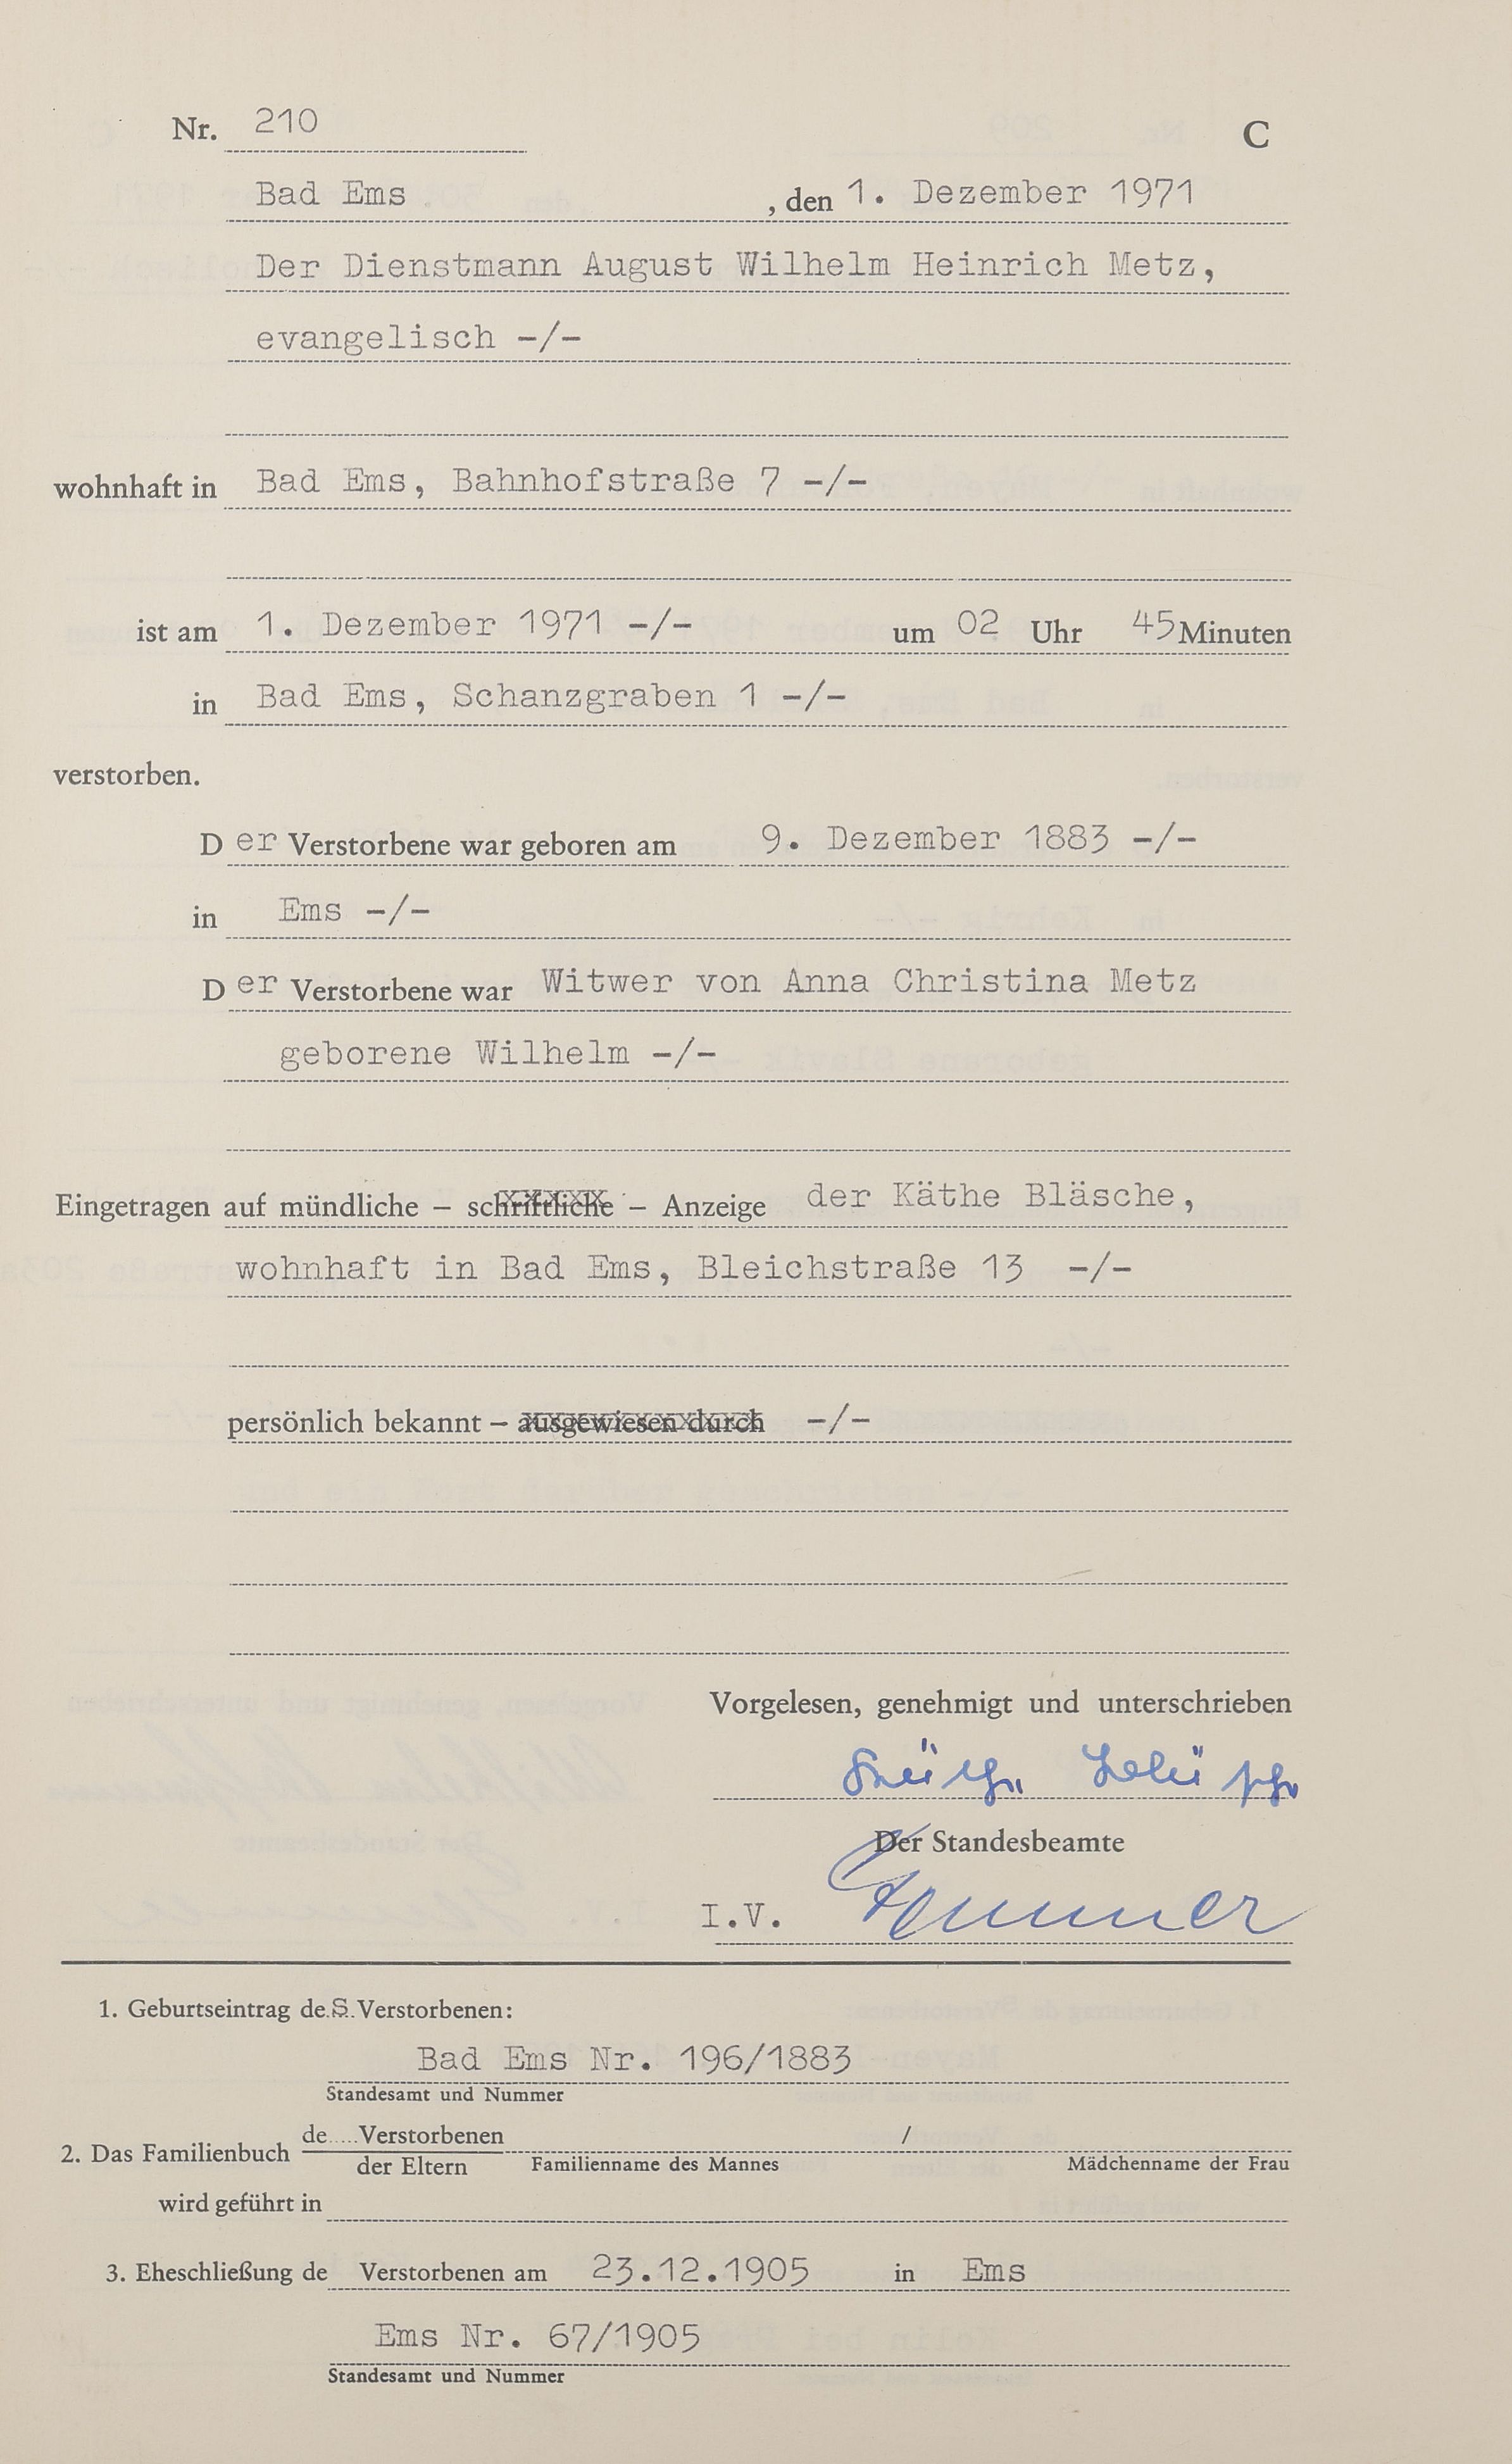 Nr. 210 C
Bad Ems , den 1. Dezember 1971
Der Dienstmann August Wilhelm Heinrich Metz,
evangelisch -/-
wohnhaft in Bad Ems, Bahnhofstraße 7 -/-
ist am 1. Dezember 1971 -/- um 02 Uhr 45 Minuten
in Bad Ems, Schanzgraben 1 -/-
verstorben.
Der Verstorbene war geboren am 9. Dezember 1883 -/-
in Ems -/-
Der Verstorbene war Witwer von Anna Christina Metz
geborene Wilhelm -/-
Eingetragen auf mündliche – schriftliche – Anzeige der Käthe Bläsche,
wohnhaft in Bad Ems, Bleichstraße 13 -/-
persönlich bekannt – ausgewiesen durch -/-
Vorgelesen, genehmigt und unterschrieben
Käthe Bläsche
Der Standesbeamte
I.V.
1. Geburtseintrag des Verstorbenen:
Bad Ems Nr. 196/1883
Standesamt und Nummer
2. Das Familienbuch de.....Verstorbenen /
der Eltern Familienname des Mannes Mädchenname der Frau
wird geführt in
3. Eheschließung de Verstorbenen am 23.12.1905 in Ems
Ems Nr. 67/1905
Standesamt und Nummer